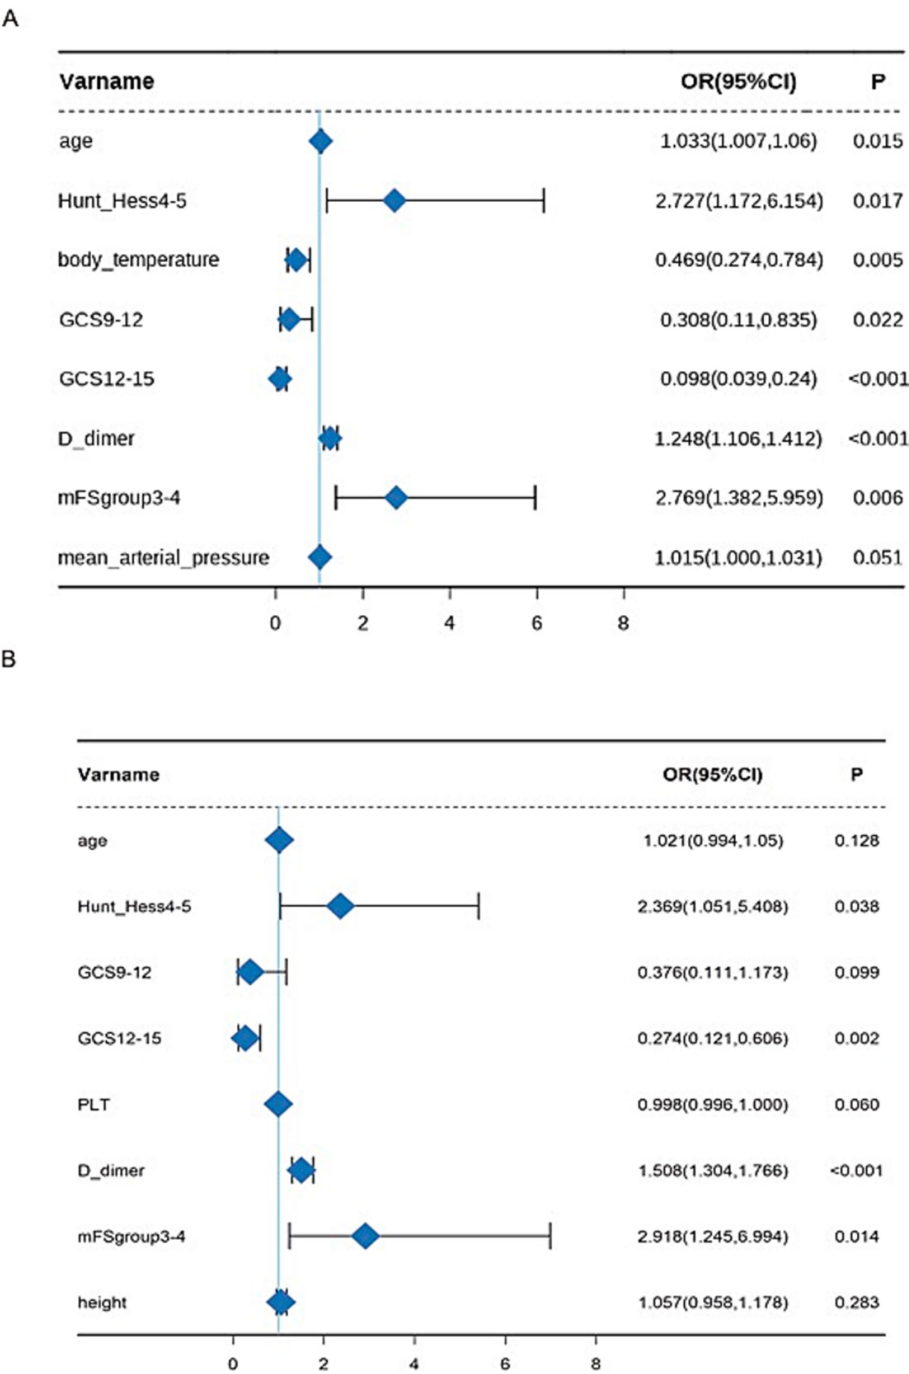 A
Varname OR(95%CI) P
age 1.033(1.007,1.06) 0.015
Hunt_Hess4-5 2.727(1.172,6.154) 0.017
body_temperature 0.469(0.274,0.784) 0.005
GCS9-12 0.308(0.11,0.835) 0.022
GCS12-15 0.098(0.039,0.24) <0.001
D_dimer 1.248(1.106,1.412) <0.001
mFSgroup3-4 2.769(1.382,5.959) 0.006
mean_arterial_pressure 1.015(1.000,1.031) 0.051
0 2 4 6 8
B
Varname OR(95%CI) P
age 1.021(0.994,1.05) 0.128
Hunt_Hess4-5 2.369(1.051,5.408) 0.038
GCS9-12 0.376(0.111,1.173) 0.099
GCS12-15 0.274(0.121,0.606) 0.002
PLT 0.998(0.996,1.000) 0.060
D_dimer 1.508(1.304,1.766) <0.001
mFSgroup3-4 2.918(1.245,6.994) 0.014
height 1.057(0.958,1.178) 0.283
0 2 4 6 8